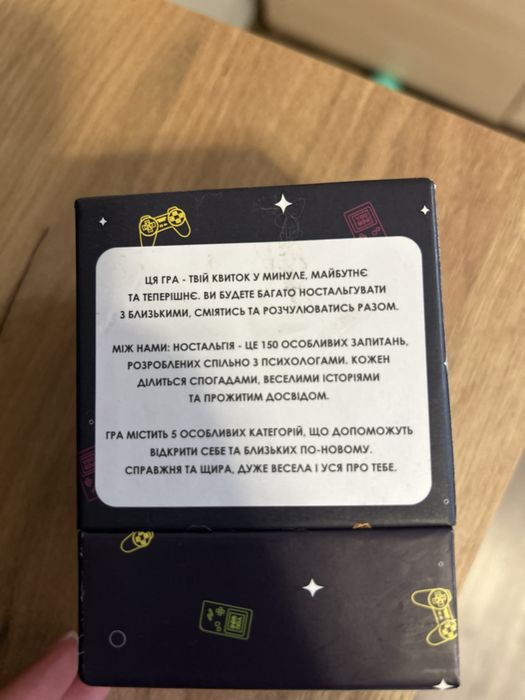 ЦЯ ГРА - ТВІЙ КВИТОК У МИНУЛЕ, МАЙБУТНЄ
ТА ТЕПЕРІШНЄ. ВИ БУДЕТЕ БАГАТО НОСТАЛЬГУВАТИ
З БЛИЗЬКИМИ, СМІЯТИСЬ ТА РОЗЧУЛЮВАТИСЬ РАЗОМ.
МІЖ НАМИ: НОСТАЛЬГІЯ - ЦЕ 150 ОСОБЛИВИХ ЗАПИТАНЬ,
РОЗРОБЛЕНИХ СПІЛЬНО З ПСИХОЛОГАМИ. КОЖЕН
ДІЛИТЬСЯ СПОГАДАМИ, ВЕСЕЛИМИ ІСТОРІЯМИ
ТА ПРОЖИТИМ ДОСВІДОМ.
ГРА МІСТИТЬ 5 ОСОБЛИВИХ КАТЕГОРІЙ, ЩО ДОПОМОЖУТЬ
ВІДКРИТИ СЕБЕ ТА БЛИЗЬКИХ ПО-НОВОМУ.
СПРАВЖНЯ ТА ЩИРА, ДУЖЕ ВЕСЕЛА І УСЯ ПРО ТЕБЕ.